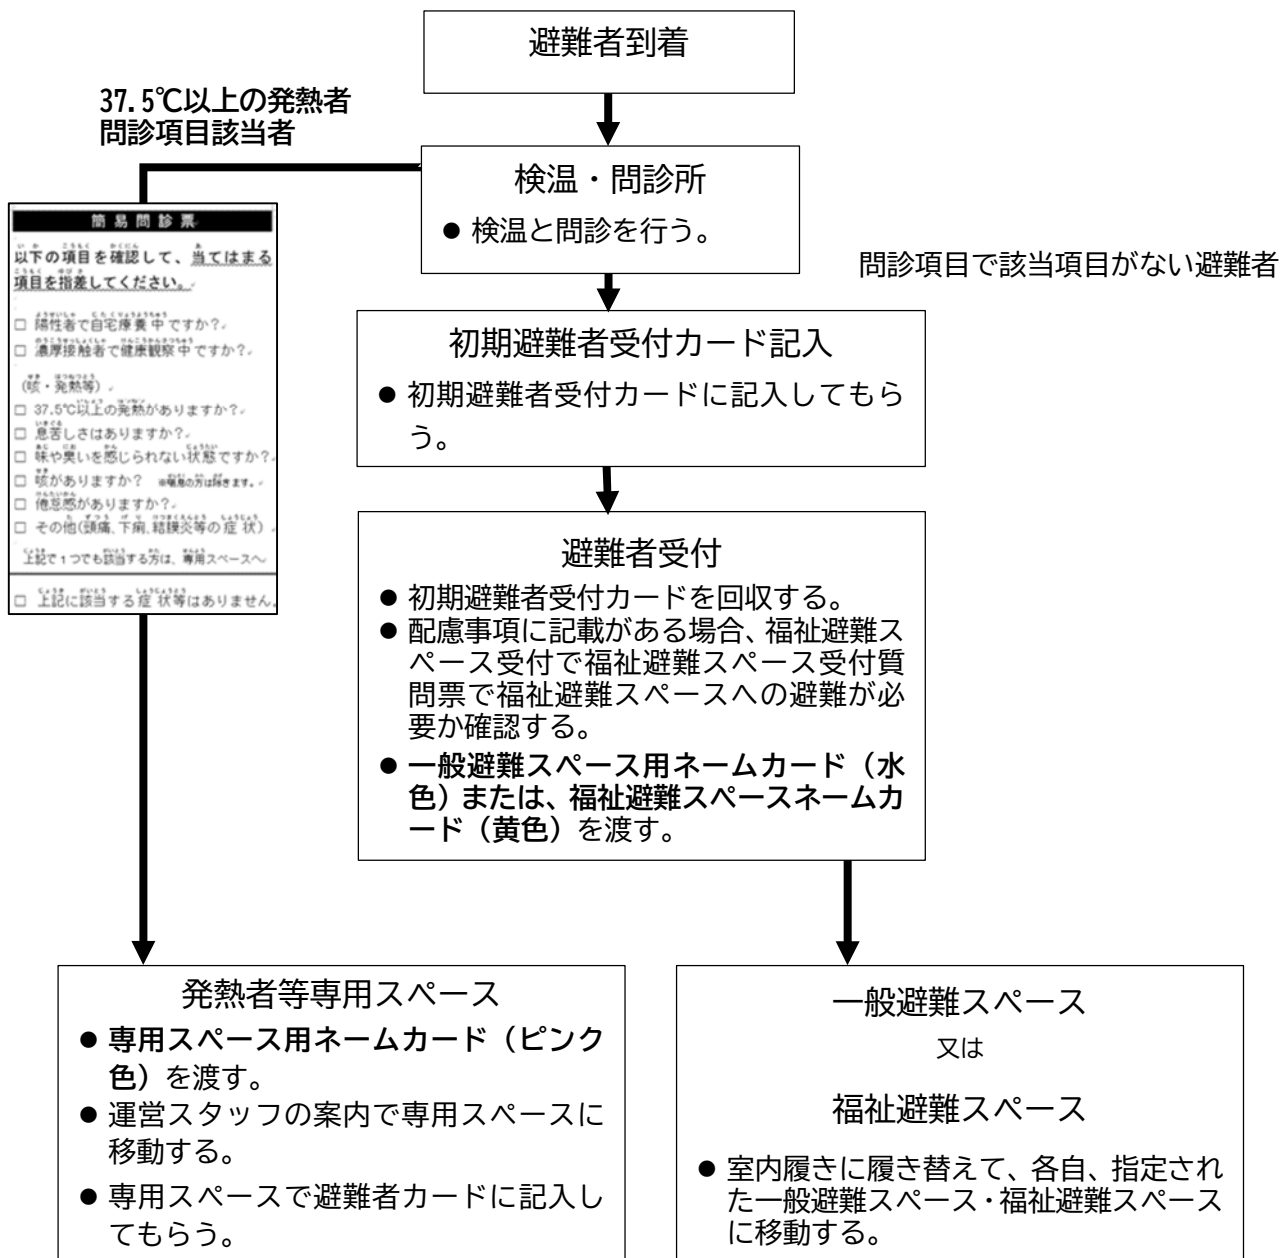 避難者到着
37.5℃以上の発熱者
問診項目該当者
検温・問診所
● 検温と問診を行う。
問診項目で該当項目がない避難者
簡易問診票
以下の項目を確認して、当てはまる
項目を指差してください。
□ 陽性者で自宅療養中ですか?
□ 濃厚接触者で健康観察中ですか?
(咳・発熱等)
□ 37.5℃以上の発熱がありますか?
□ 息苦しさはありますか?
□ 味や臭いを感じられない状態ですか?
□ 咳がありますか? ※喘息の方は除きます。
□ 倦怠感がありますか?
□ その他(頭痛、下痢、結膜炎等の症状)
上記で1つでも該当する方は、専用スペースへ
□ 上記に該当する症状等はありません。
初期避難者受付カード記入
● 初期避難者受付カードに記入してもら
う。
避難者受付
● 初期避難者受付カードを回収する。
● 配慮事項に記載がある場合、福祉避難ス
ペース受付で福祉避難スペース受付質
問票で福祉避難スペースへの避難が必
要か確認する。
● 一般避難スペース用ネームカード(水
色)または、福祉避難スペースネームカ
ード(黄色)を渡す。
発熱者等専用スペース
● 専用スペース用ネームカード(ピンク
色)を渡す。
● 運営スタッフの案内で専用スペースに
移動する。
● 専用スペースで避難者カードに記入し
てもらう。
一般避難スペース
又は
福祉避難スペース
● 室内履きに履き替えて、各自、指定され
た一般避難スペース・福祉避難スペース
に移動する。